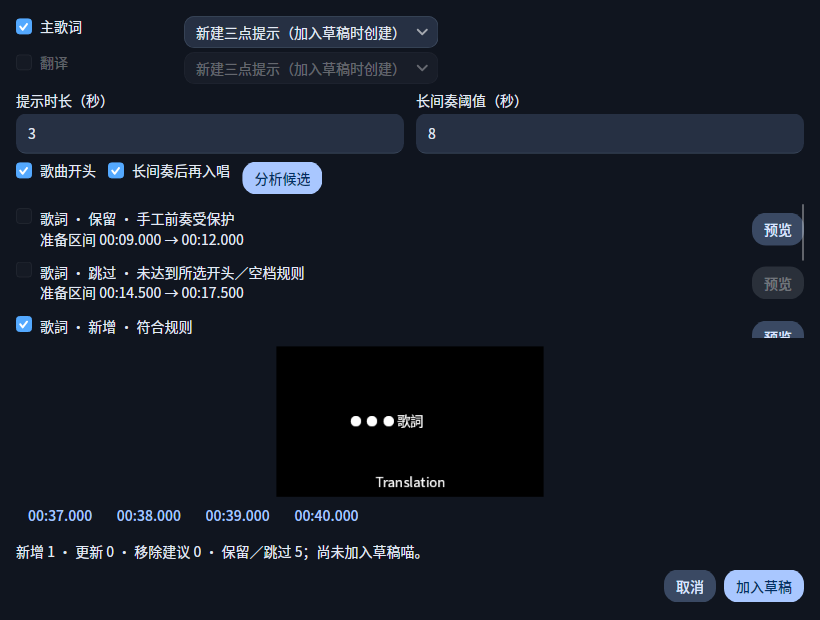 主歌词
新建三点提示（加入草稿时创建）
翻译
新建三点提示（加入草稿时创建）
提示时长（秒）
长间奏阈值（秒）
3
8
歌曲开头
长间奏后再入唱
分析候选
歌詞 · 保留 · 手工前奏受保护
准备区间 00:09.000 → 00:12.000
预览
歌詞 · 跳过 · 未达到所选开头／空档规则
准备区间 00:14.500 → 00:17.500
预览
歌詞 · 新增 · 符合规则
预览
●●●歌詞
Translation
00:37.000 00:38.000 00:39.000 00:40.000
新增 1 · 更新 0 · 移除建议 0 · 保留／跳过 5；尚未加入草稿喵。
取消
加入草稿